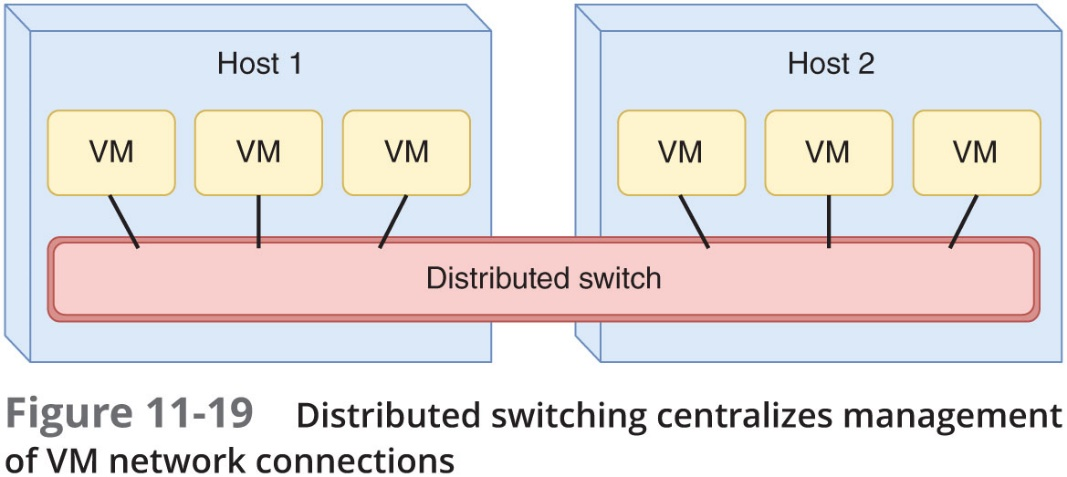 Host 1
Host 2
VM
VM
VM
VM
VM
VM
Distributed switch
Figure 11-19 Distributed switching centralizes management
of VM network connections